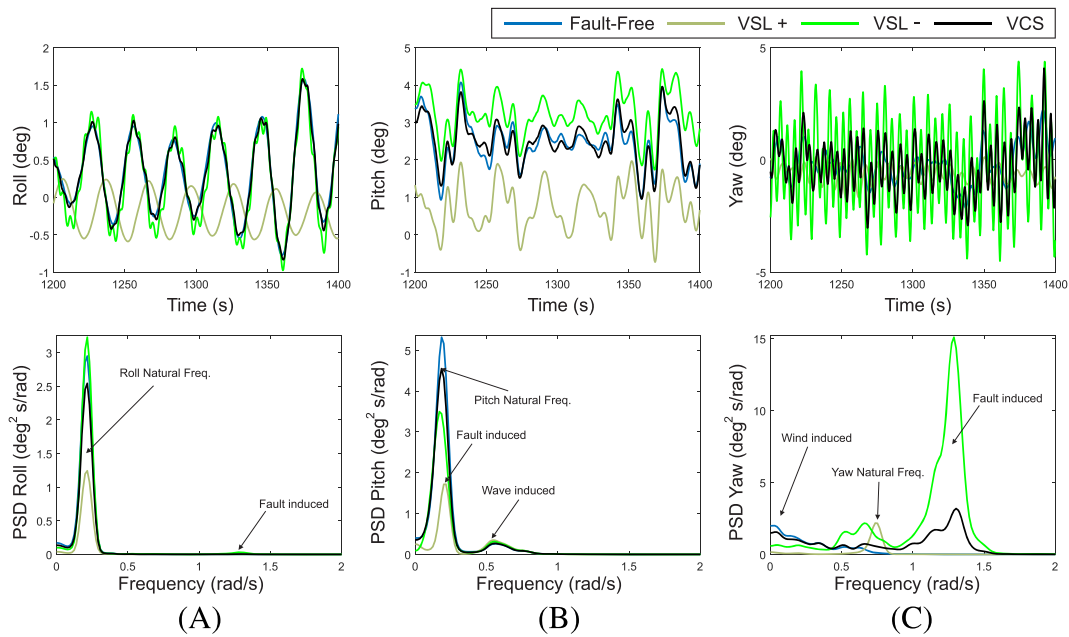 Fault-Free VSL + VSL - VCS
2
1.5
1
0.5
0
-0.5
-1
Roll (deg)
1200 1250 1300 1350 1400
Time (s)
5
4
3
2
1
0
-1
Pitch (deg)
1200 1250 1300 1350 1400
Time (s)
5
0
-5
Yaw (deg)
1200 1250 1300 1350 1400
Time (s)
3
2.5
2
1.5
1
0.5
0
PSD Roll (deg² s/rad)
Roll Natural Freq.
Fault induced
0 0.5 1 1.5 2
Frequency (rad/s)
(A)
5
4
3
2
1
0
PSD Pitch (deg² s/rad)
Pitch Natural Freq.
Fault induced
Wave induced
0 0.5 1 1.5 2
Frequency (rad/s)
(B)
15
10
5
0
PSD Yaw (deg² s/rad)
Fault induced
Wind induced
Yaw Natural Freq.
0 0.5 1 1.5 2
Frequency (rad/s)
(C)